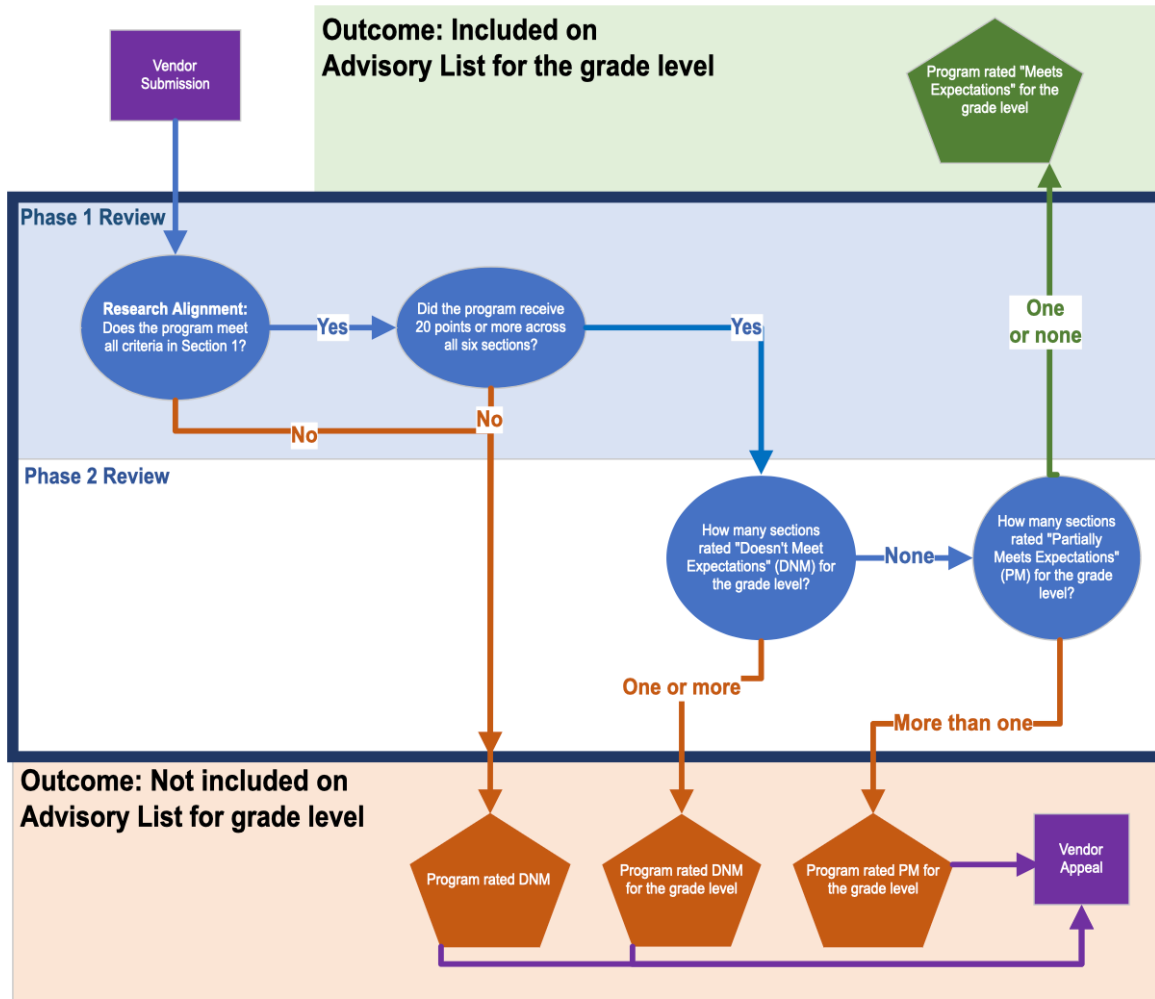 Outcome: Included on
Advisory List for the grade level
Vendor
Submission
Program rated "Meets
Expectations" for the
grade level
Phase 1 Review
Research Alignment:
Does the program meet
all criteria in Section 1?
Yes
Did the program receive
20 points or more across
all six sections?
Yes
One
or none
No
No
Phase 2 Review
How many sections
rated "Doesn't Meet
Expectations" (DNM) for
the grade level?
None
How many sections
rated "Partially
Meets Expectations"
(PM) for the grade
level?
One or more
More than one
Outcome: Not included on
Advisory List for grade level
Program rated DNM
Program rated DNM
for the grade level
Program rated PM for
the grade level
Vendor
Appeal